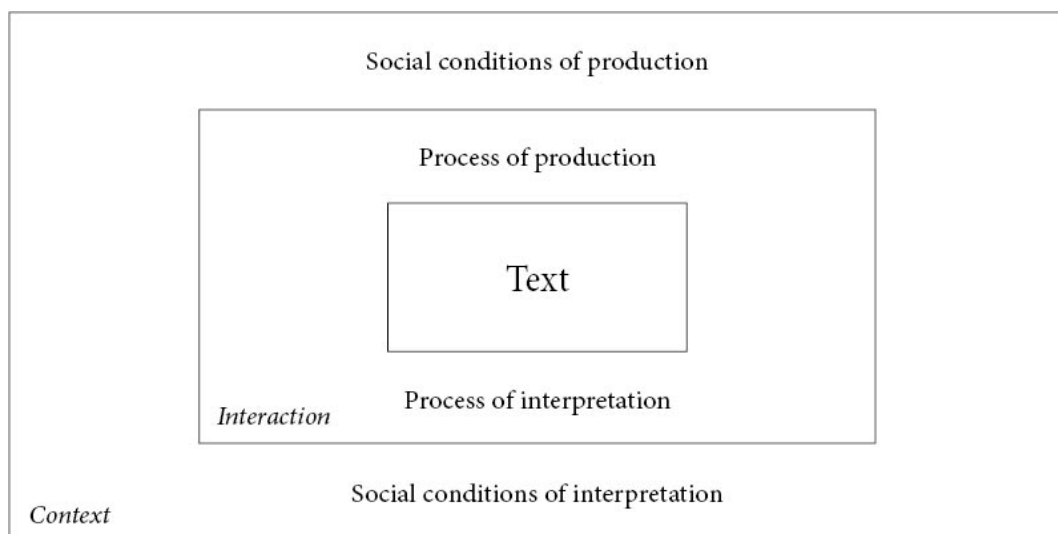 Social conditions of production
Process of production
Text
Process of interpretation
Interaction
Social conditions of interpretation
Context